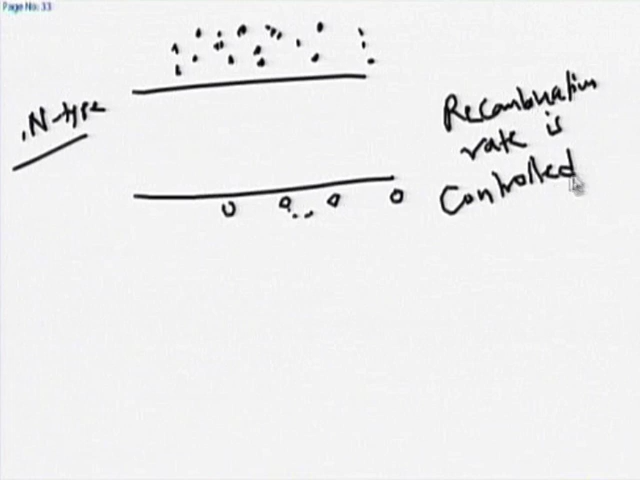 Page No: 33
N-type
Recombination
rate is
Controlled